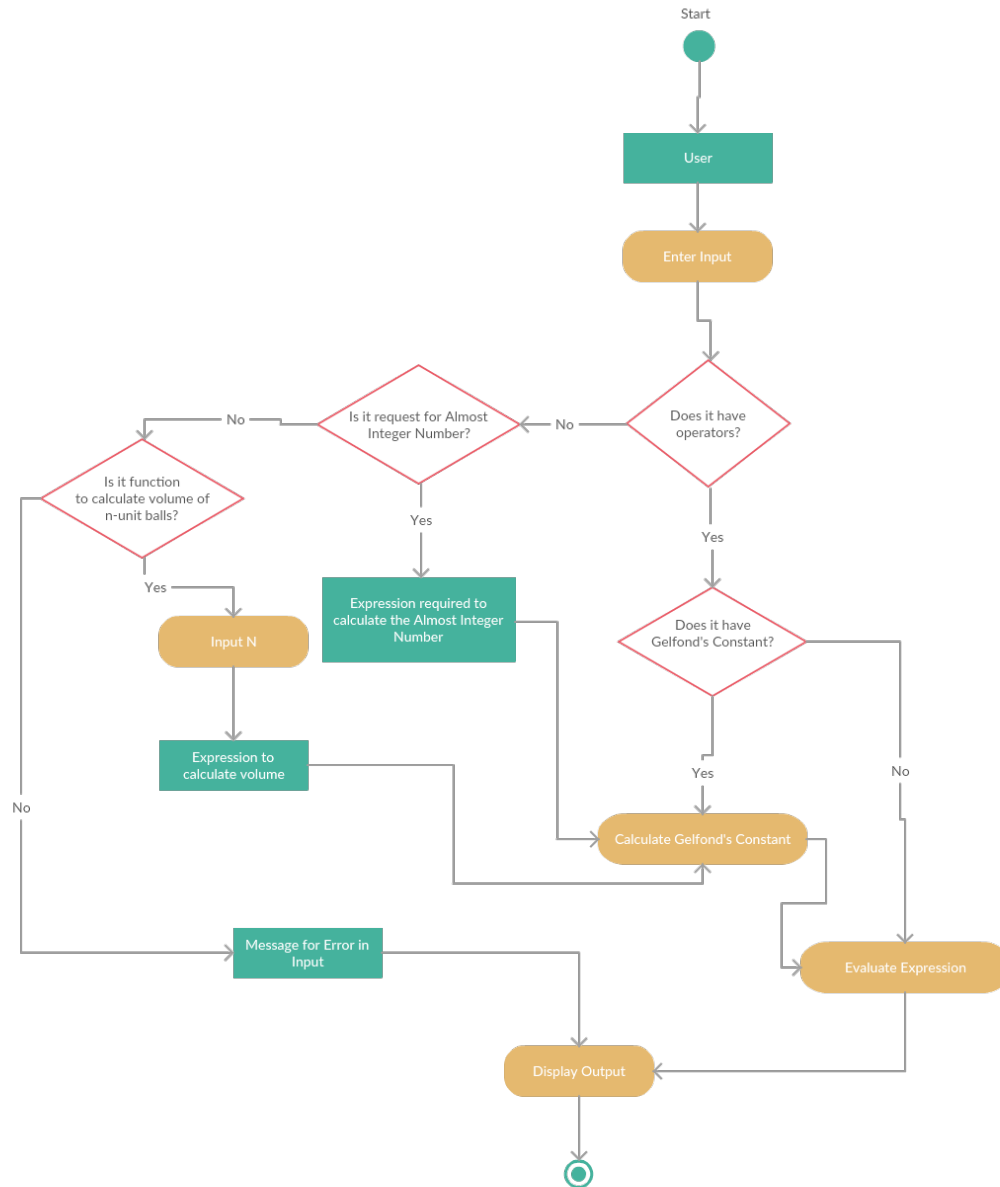 Start
User
Enter Input
Does it have
operators?
No
Is it request for Almost
Integer Number?
No
Is it function
to calculate volume of
n-unit balls?
Yes
Yes
Yes
Expression required to
calculate the Almost Integer
Number
Does it have
Gelfond's Constant?
Input N
Expression to
calculate volume
No
Yes
No
Calculate Gelfond's Constant
Message for Error in
Input
Evaluate Expression
Display Output